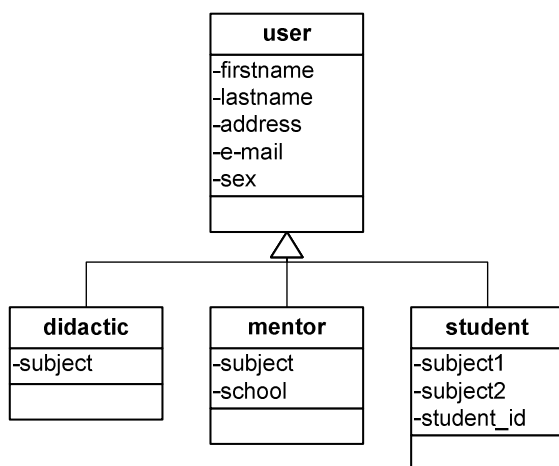 user
-firstname
-lastname
-address
-e-mail
-sex
didactic
-subject
mentor
-subject
-school
student
-subject1
-subject2
-student_id